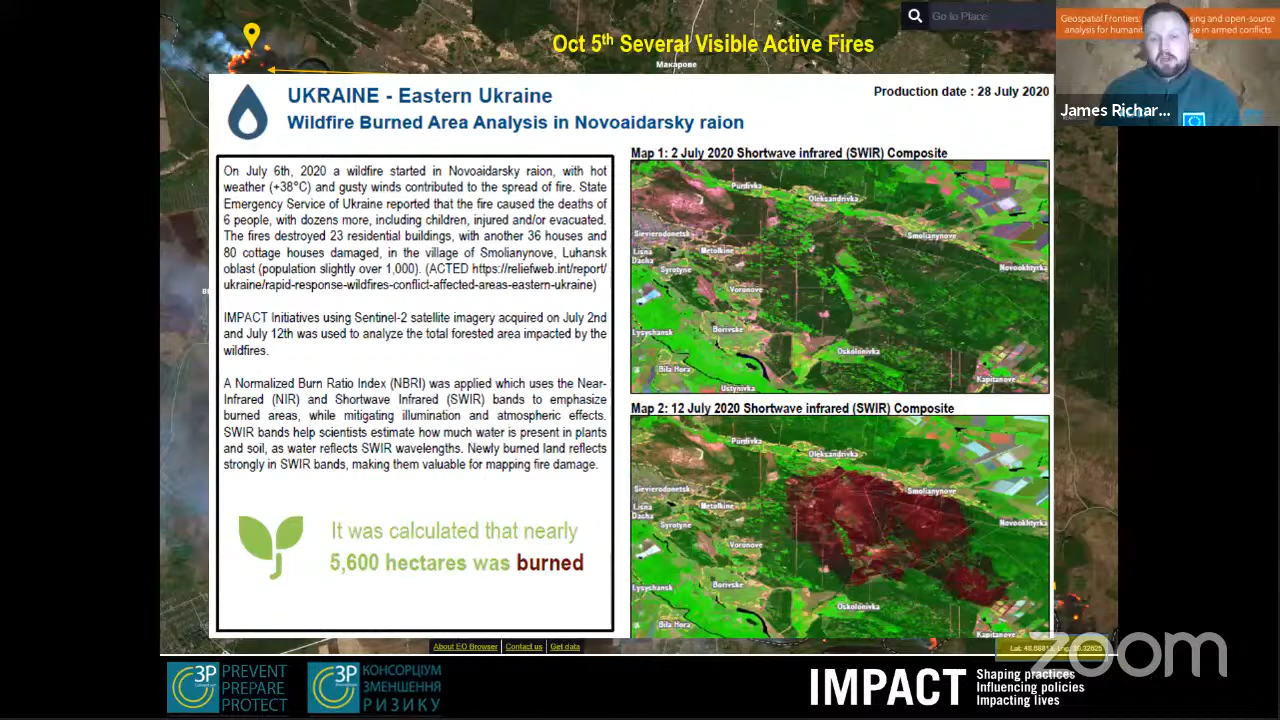 Go to Place
Geospatial Frontiers:
sing and open-source
analysis for humanit
se in armed conflicts
Oct 5th Several Visible Active Fires
Макарове
James Richar...
UKRAINE - Eastern Ukraine
Production date : 28 July 2020
Wildfire Burned Area Analysis in Novoaidarsky raion
On July 6th, 2020 a wildfire started in Novoaidarsky raion, with hot
weather (+38°C) and gusty winds contributed to the spread of fire. State
Emergency Service of Ukraine reported that the fire caused the deaths of
6 people, with dozens more, including children, injured and/or evacuated.
The fires destroyed 23 residential buildings, with another 36 houses and
80 cottage houses damaged, in the village of Smolianynove, Luhansk
oblast (population slightly over 1,000). (ACTED https://reliefweb.int/report/
ukraine/rapid-response-wildfires-conflict-affected-areas-eastern-ukraine)
IMPACT Initiatives using Sentinel-2 satellite imagery acquired on July 2nd
and July 12th was used to analyze the total forested area impacted by the
wildfires.
A Normalized Burn Ratio Index (NBRI) was applied which uses the Near-
Infrared (NIR) and Shortwave Infrared (SWIR) bands to emphasize
burned areas, while mitigating illumination and atmospheric effects.
SWIR bands help scientists estimate how much water is present in plants
and soil, as water reflects SWIR wavelengths. Newly burned land reflects
strongly in SWIR bands, making them valuable for mapping fire damage.
It was calculated that nearly
5,600 hectares was burned
Map 1: 2 July 2020 Shortwave infrared (SWIR) Composite
Purdivka
Oleksandrivka
Sievierodonetsk
Smolianynove
Lisna
Dacha
Metolkine
Syrotyne
Novookhtyrka
Voronove
Lysychansk
Borivske
Oskolonivka
Bila Hora
Kapitanove
Ustynivka
Map 2: 12 July 2020 Shortwave infrared (SWIR) Composite
Purdivka
Oleksandrivka
Sievierodonetsk
Smolianynove
Lisna
Dacha
Metolkine
Syrotyne
Novookhtyrka
Voronove
Lysychansk
Borivske
Oskolonivka
Bila Hora
Kapitanove
About EO Browser
Contact us
Get data
zoom
3P
PREVENT
PREPARE
PROTECT
3P
КОНСОРЦІУМ
ЗМЕНШЕННЯ
РИЗИКУ
IMPACT
Shaping practices
Influencing policies
Impacting lives